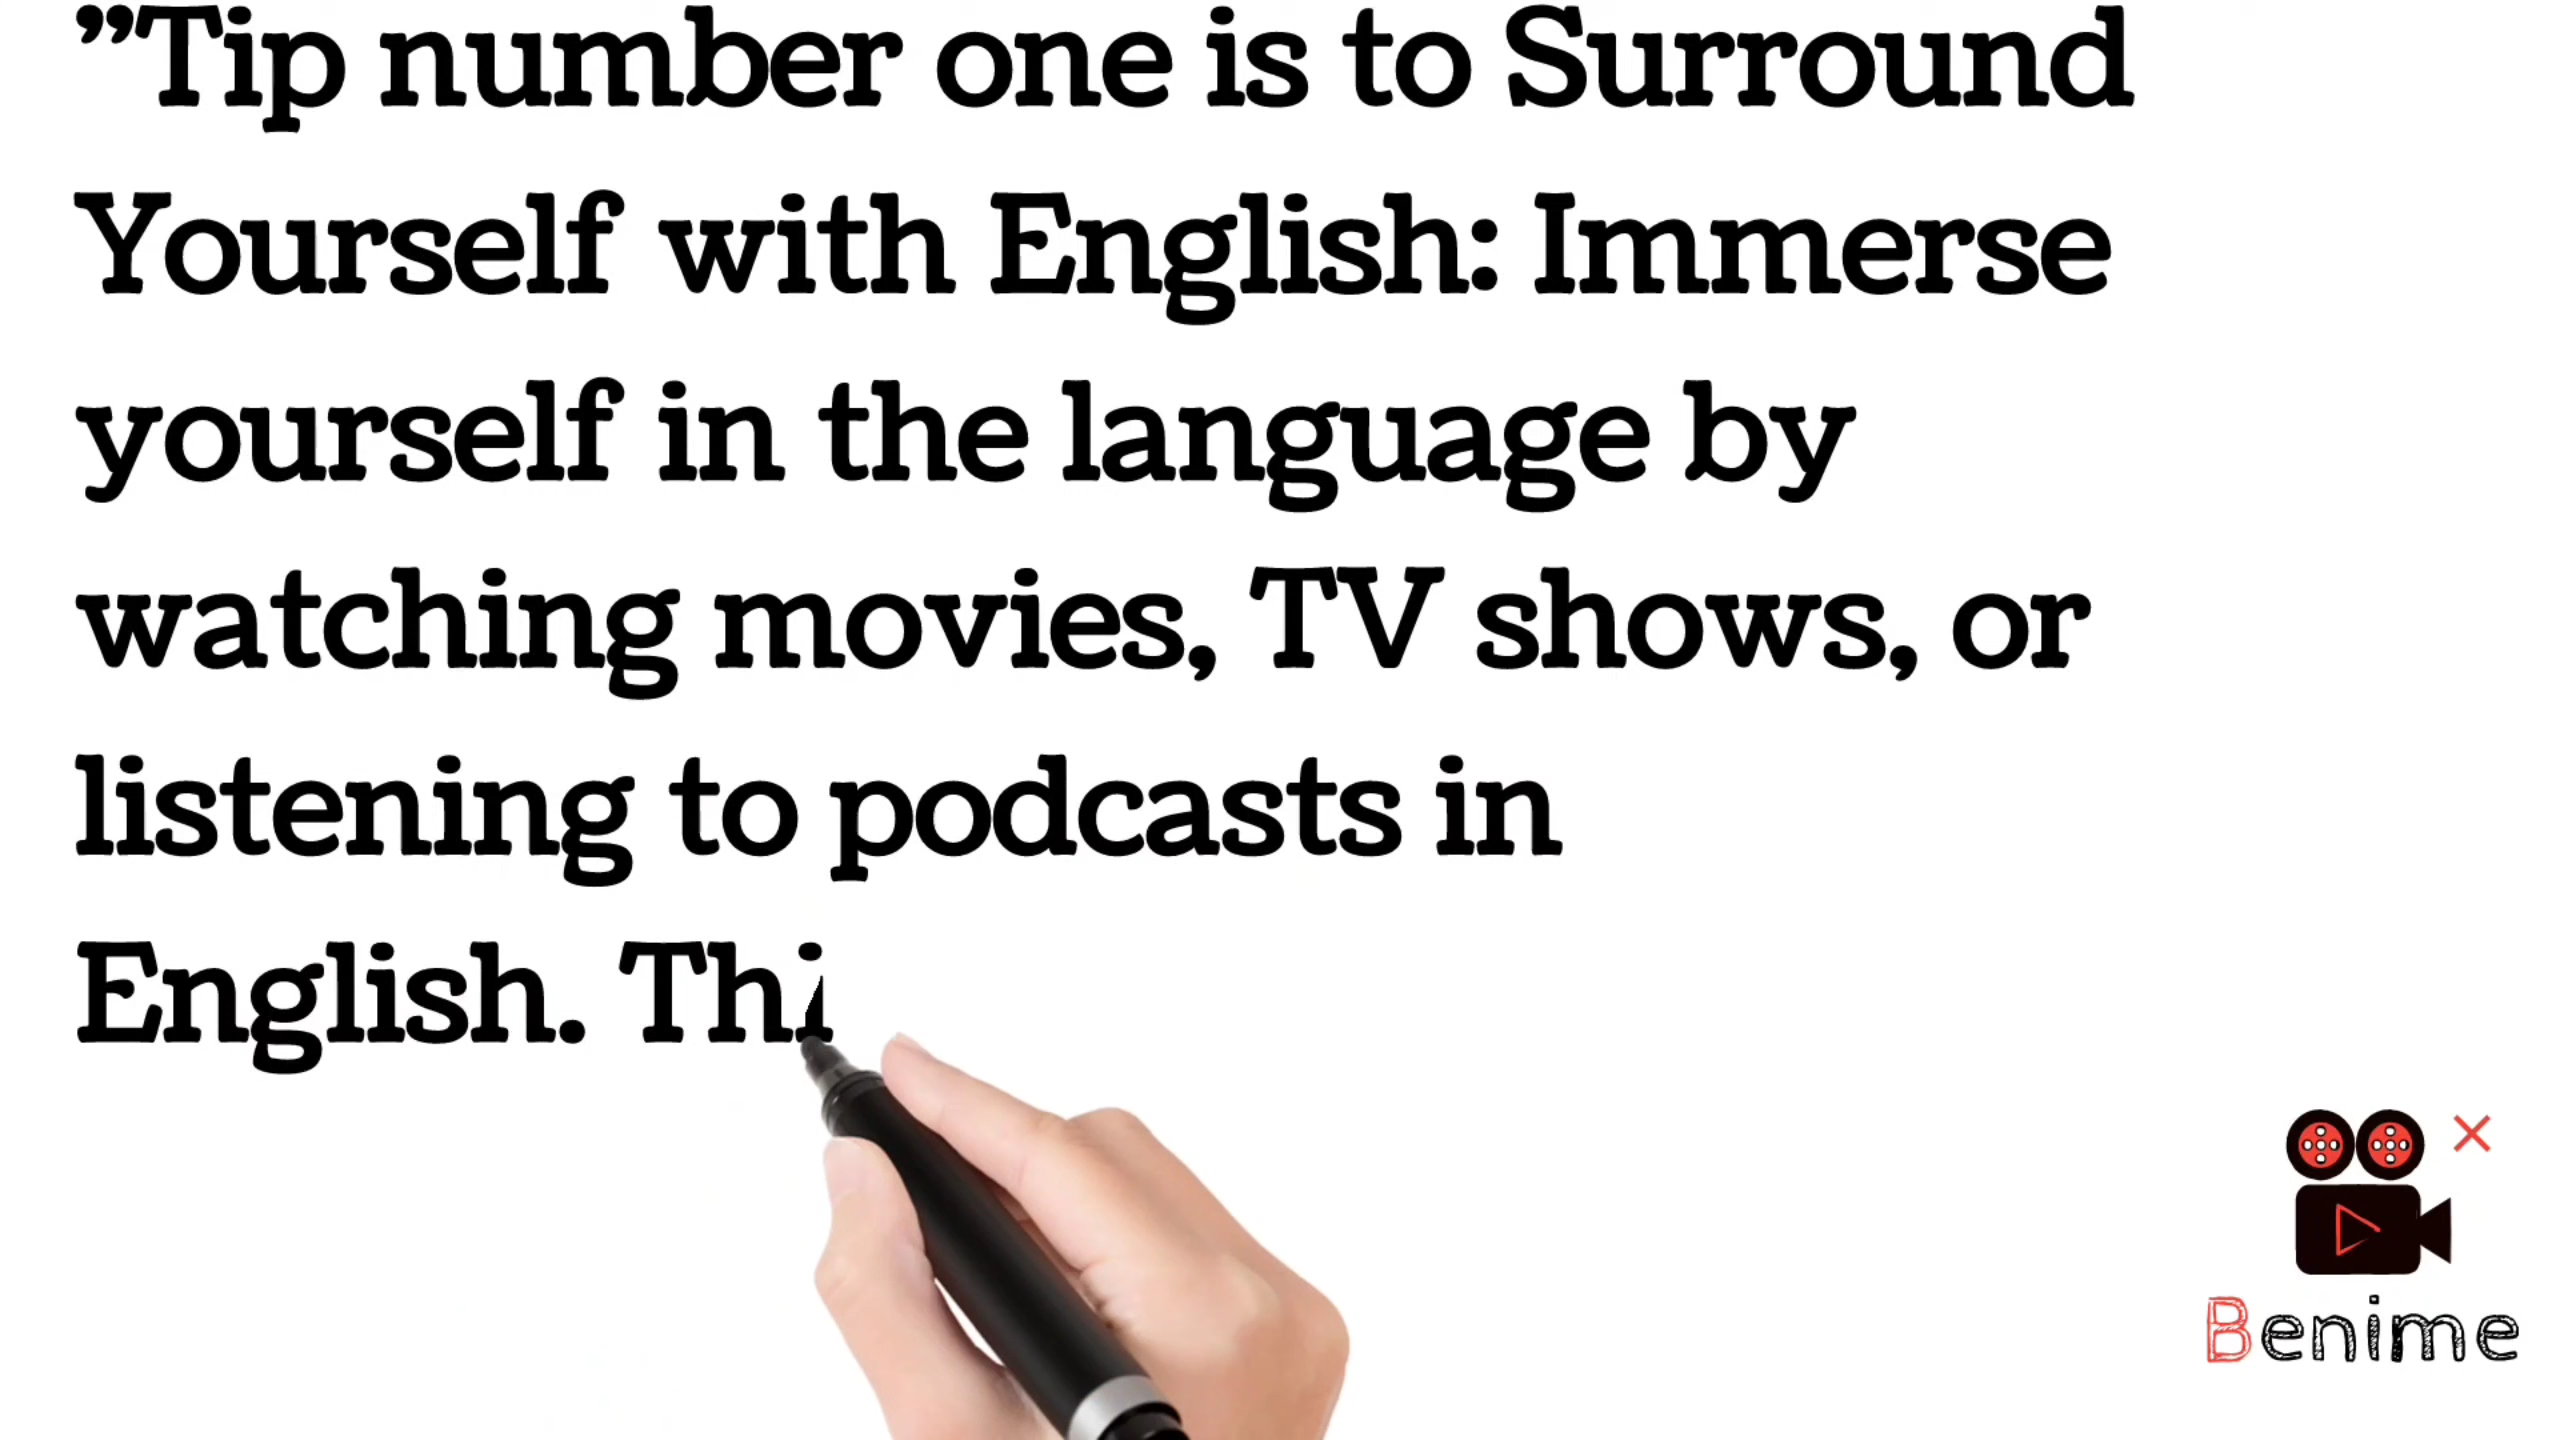 ”Tip number one is to Surround
Yourself with English: Immerse
yourself in the language by
watching movies, TV shows, or
listening to podcasts in
English. Thi
Benime